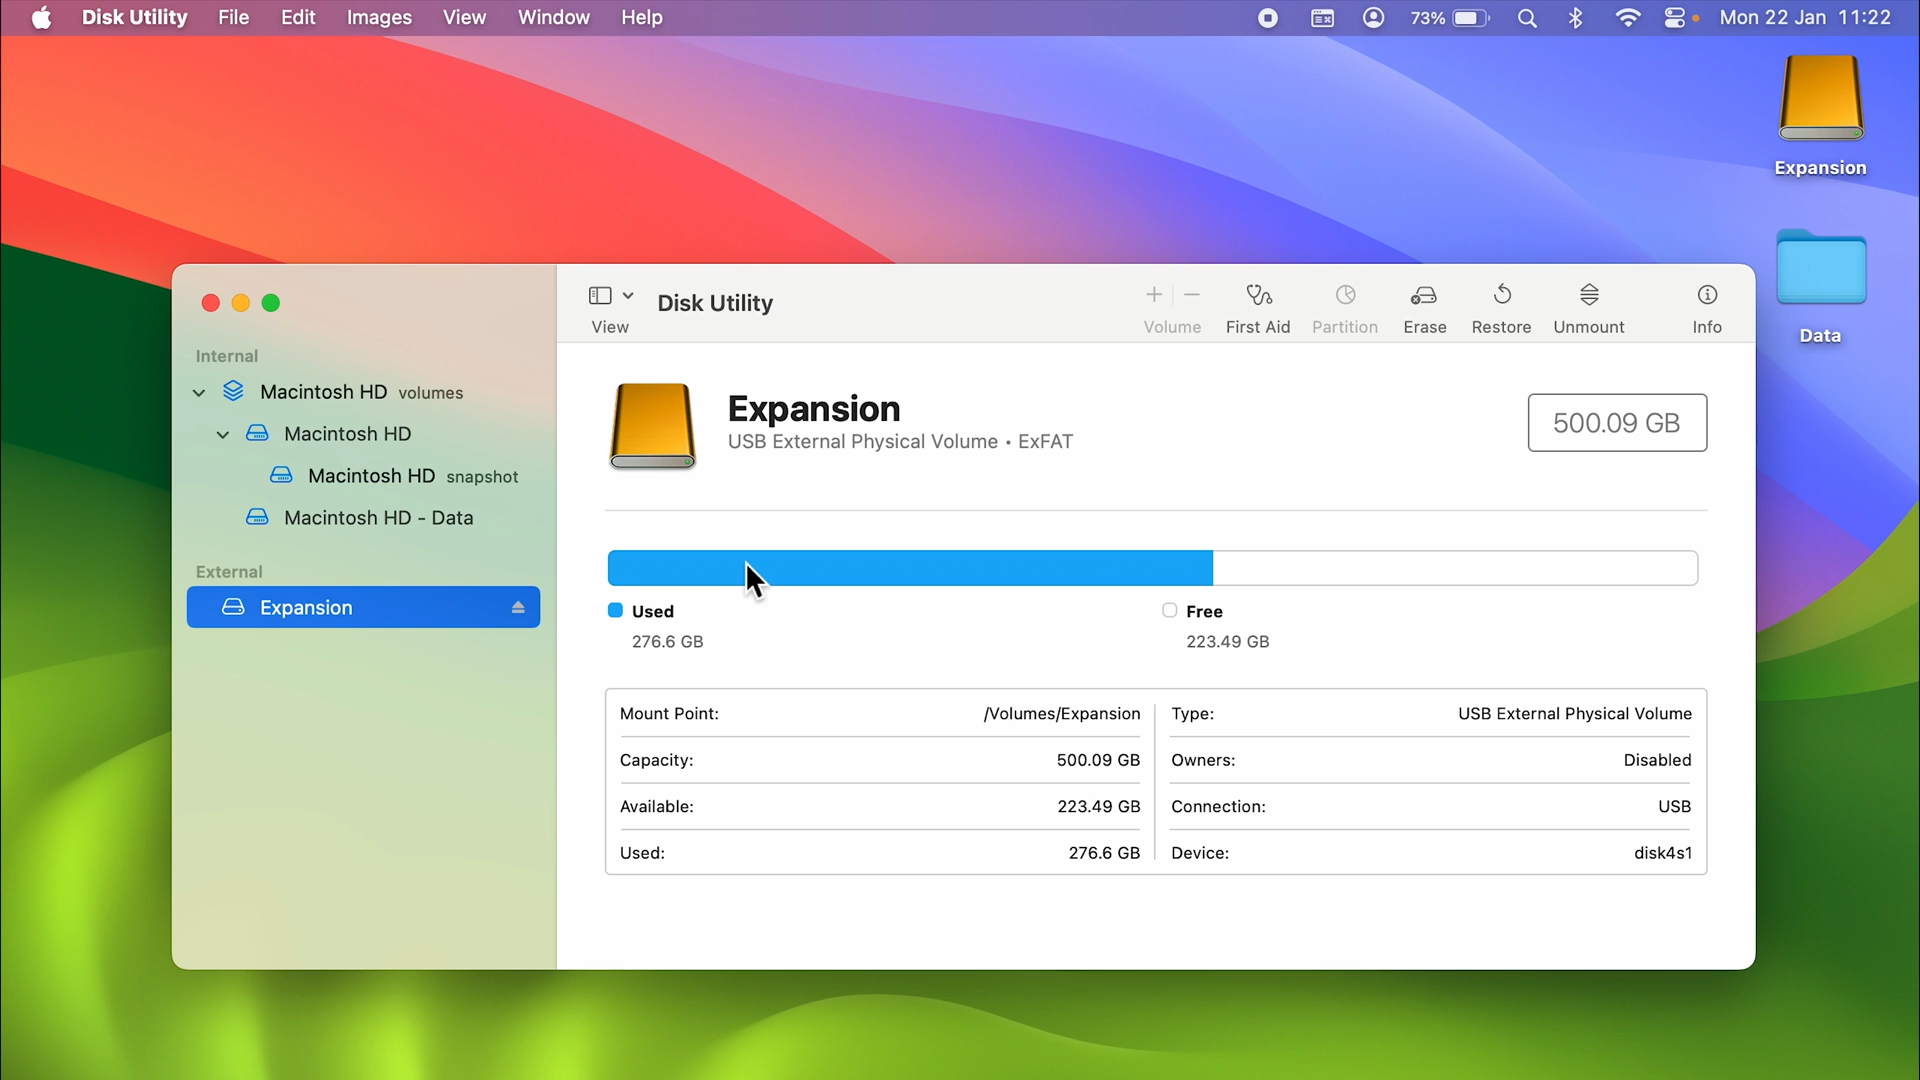 Disk Utility File Edit Images View Window Help 73% Mon 22 Jan 11:22
Expansion
Data
Disk Utility
View
Volume First Aid Partition Erase Restore Unmount Info
Internal
Macintosh HD volumes
Macintosh HD
Macintosh HD snapshot
Macintosh HD - Data
External
Expansion
Expansion
USB External Physical Volume • ExFAT
500.09 GB
Used
276.6 GB
Free
223.49 GB
Mount Point: /Volumes/Expansion
Capacity: 500.09 GB
Available: 223.49 GB
Used: 276.6 GB
Type: USB External Physical Volume
Owners: Disabled
Connection: USB
Device: disk4s1